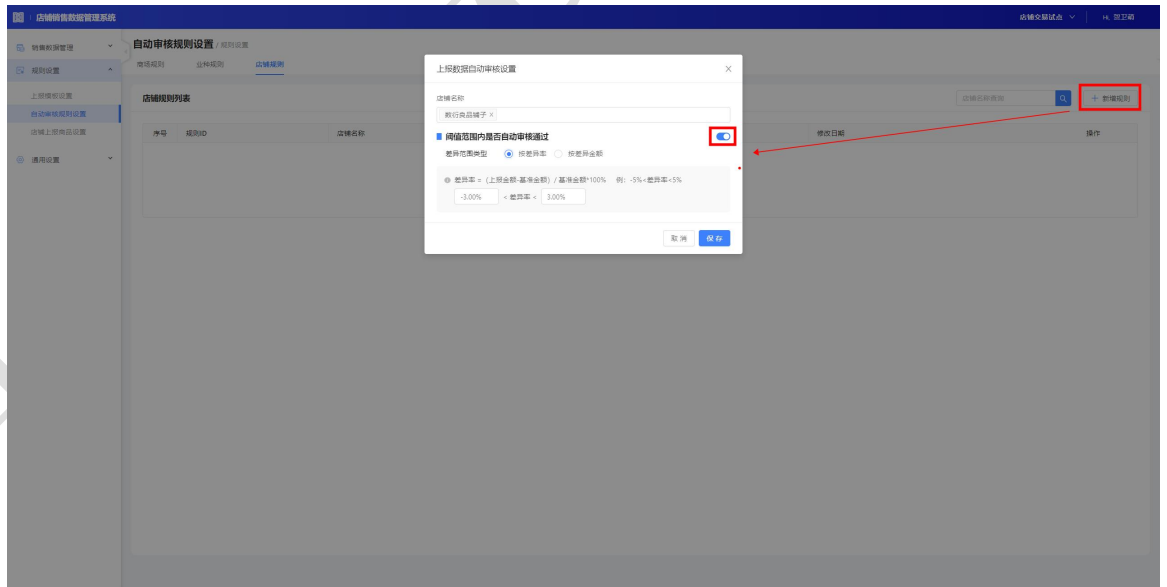 店铺销售数据管理系统
店铺交易试点
销售数据管理
规则设置
上报模板设置
自动审核规则设置
店铺上报商品设置
通用设置
自动审核规则设置 / 规则设置
商场规则 业种规则 店铺规则
店铺规则列表
店铺名称查询
+ 新增规则
序号 规则ID 店铺名称 修改日期 操作
上报数据自动审核设置
店铺名称
数衍良品铺子 ×
阈值范围内是否自动审核通过
差异范围类型 按差异率 按差异金额
差异率 = (上报金额-基准金额) / 基准金额*100% 例: -5%<差异率<5%
-3.00% < 差异率 < 3.00%
取 消 保 存